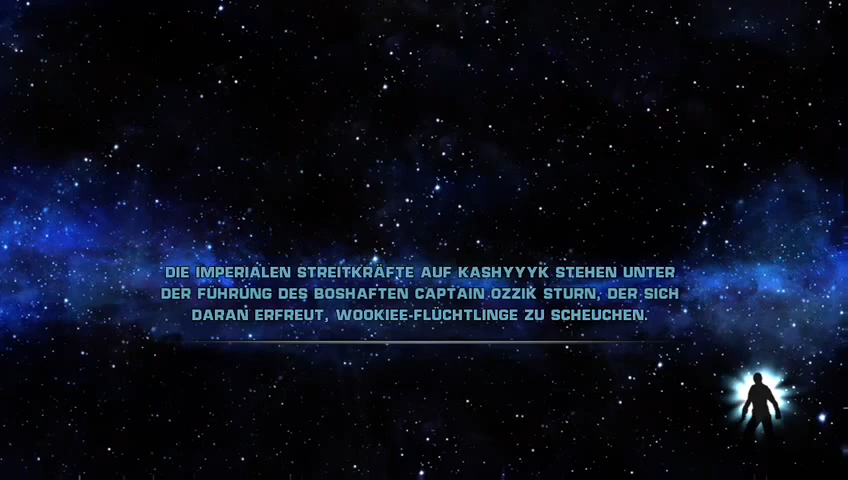 DIE IMPERIALEN STREITKRÄFTE AUF KASHYYYK STEHEN UNTER
DER FÜHRUNG DES BOSHAFTEN CAPTAIN OZZIK STURN, DER SICH
DARAN ERFREUT, WOOKIEE-FLÜCHTLINGE ZU SCHEUCHEN.